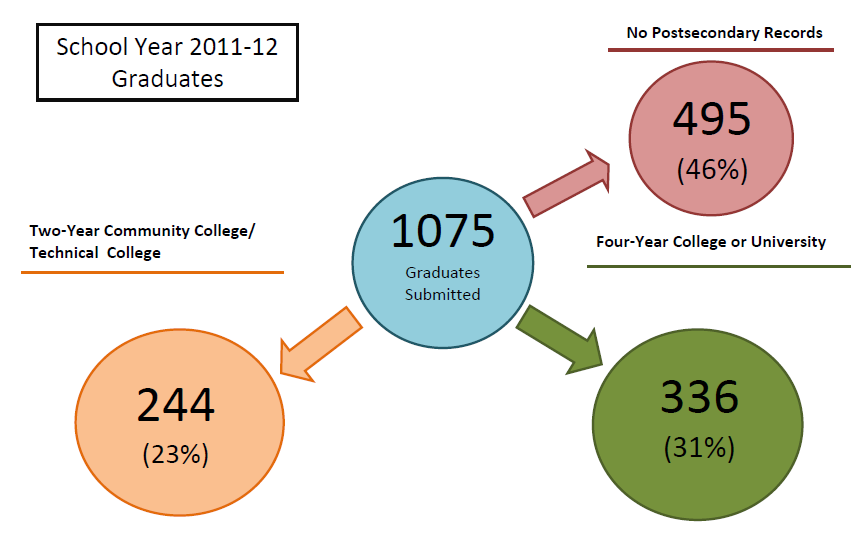 School Year 2011-12
Graduates
No Postsecondary Records
495
(46%)
1075
Graduates
Submitted
Two-Year Community College/
Technical College
Four-Year College or University
244
(23%)
336
(31%)